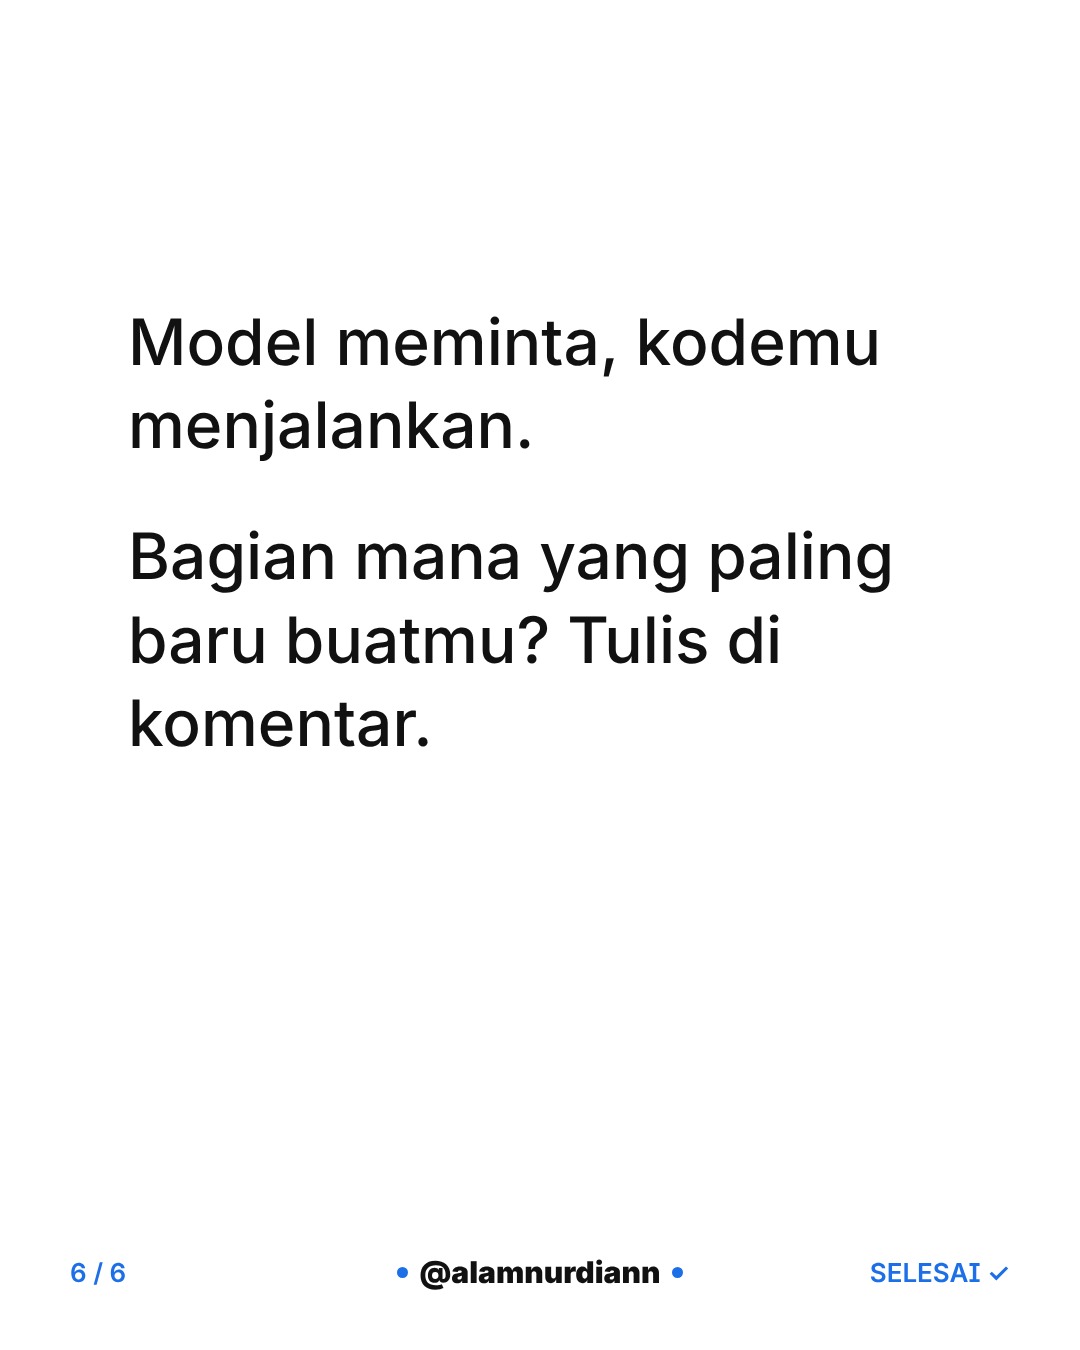 Model meminta, kodemu
menjalankan.
Bagian mana yang paling
baru buatmu? Tulis di
komentar.
6 / 6
• @alamnurdiann •
SELESAI ✓